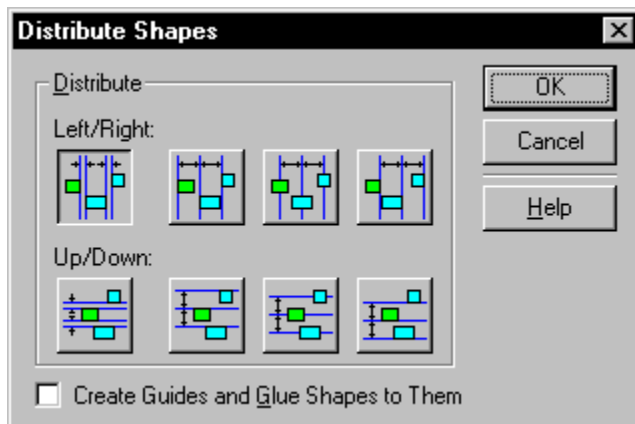 Distribute Shapes
Distribute
OK
Left/Right:
Cancel
Help
Up/Down:
Create Guides and Glue Shapes to Them